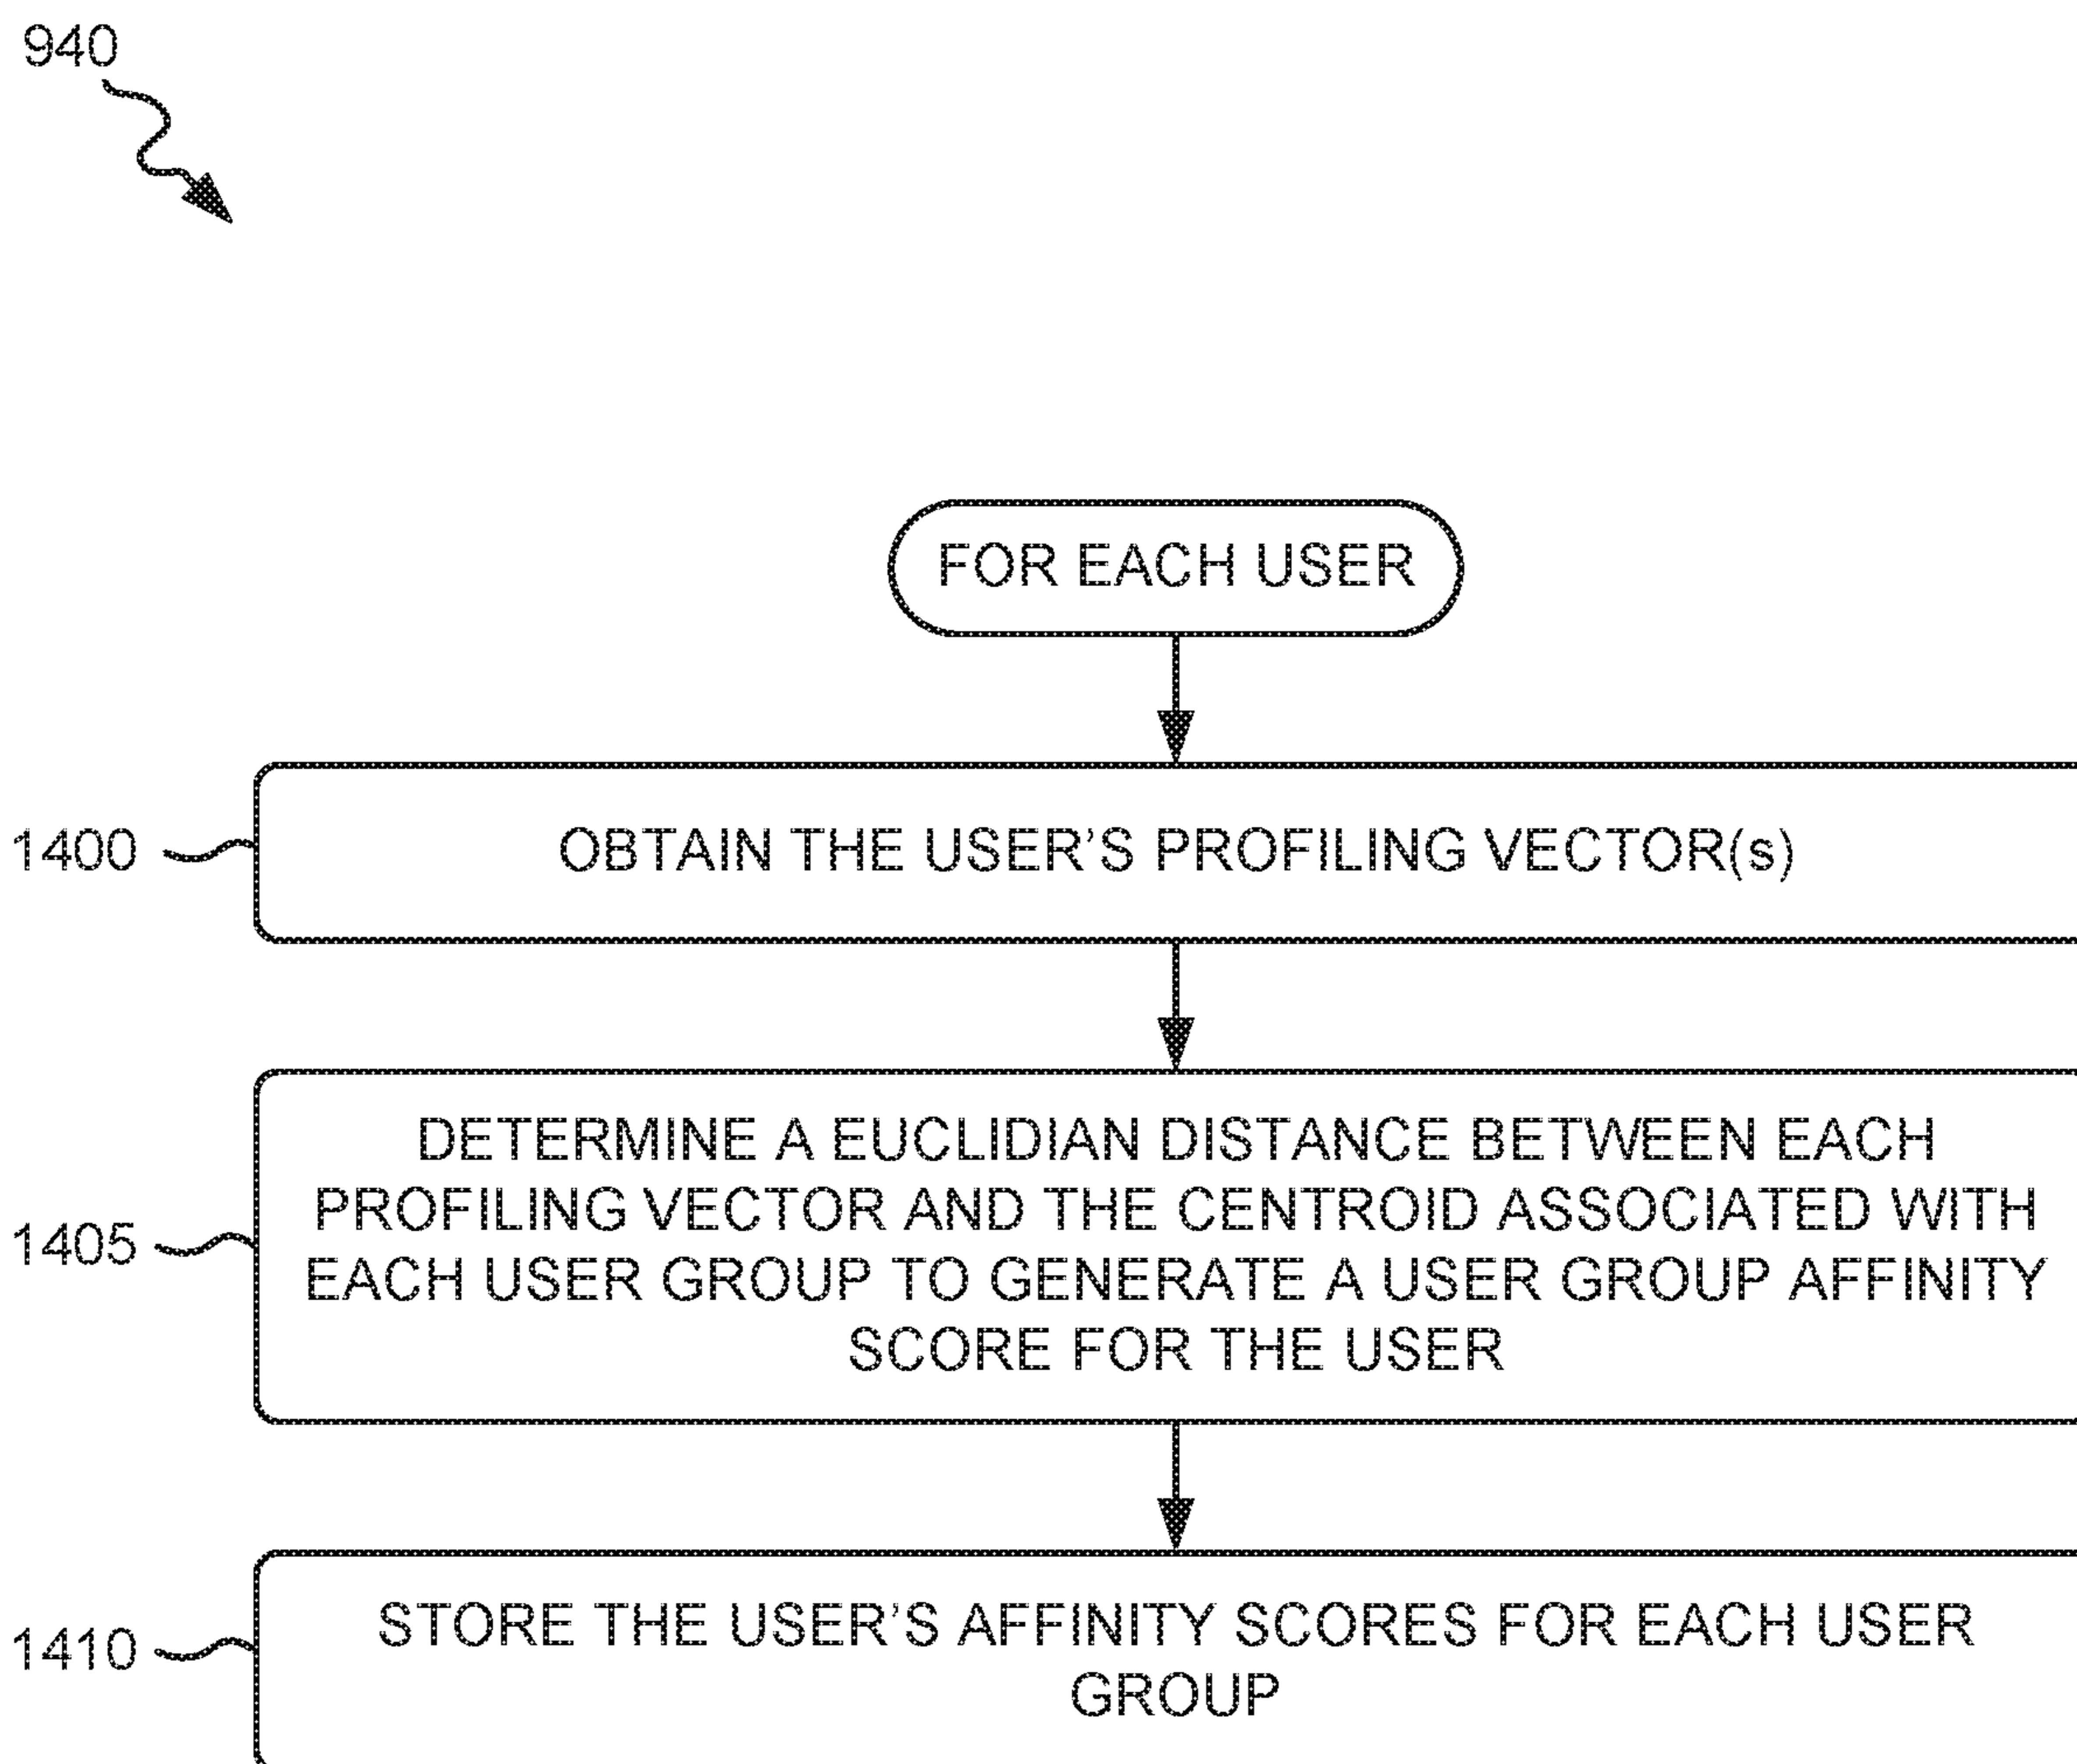 940
FOR EACH USER
1400
OBTAIN THE USER'S PROFILING VECTOR(s)
1405
DETERMINE A EUCLIDIAN DISTANCE BETWEEN EACH
PROFILING VECTOR AND THE CENTROID ASSOCIATED WITH
EACH USER GROUP TO GENERATE A USER GROUP AFFINITY
SCORE FOR THE USER
1410
STORE THE USER'S AFFINITY SCORES FOR EACH USER
GROUP